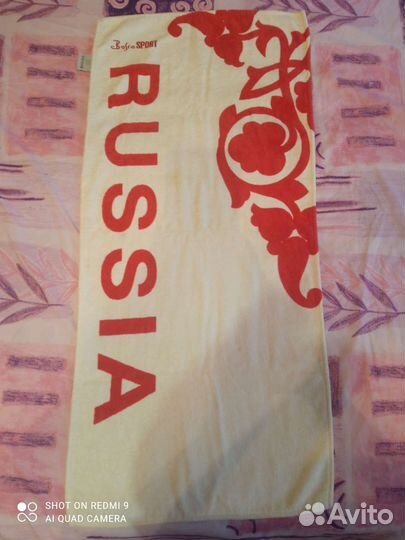 Bosco SPORT
RUSSIA
SHOT ON REDMI 9
AI QUAD CAMERA
Avito